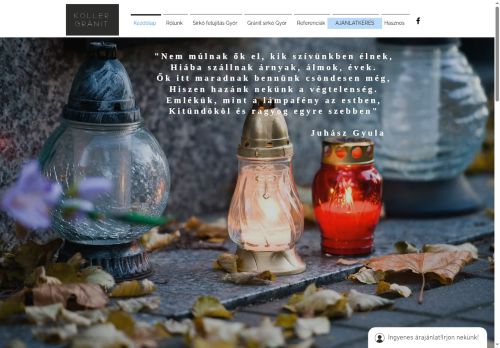 KOLLER
GRÁNIT
Kezdőlap
Rólunk
Sírkő felújítás Győr
Gránit sírkő Győr
Referenciák
AJÁNLATKÉRÉS
Hasznos
"Nem múlnak ők el, kik szívünkben élnek,
Hiába szállnak árnyak, álmok, évek.
Ők itt maradnak bennünk csöndesen még,
Hiszen hazánk nekünk a végtelenség.
Emlékük, mint a lámpafény az estben,
Kitündököl és ragyog egyre szebben"
Juhász Gyula
Ingyenes árajánlat!Írjon nekünk!